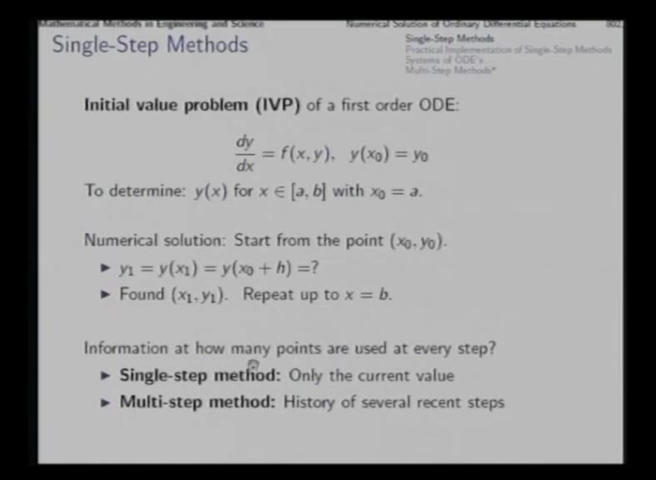 Mathematical Methods in Engineering and Science
Numerical Solution of Ordinary Differential Equations
Single-Step Methods
Single-Step Methods
Practical Implementation of Single-Step Methods
Systems of ODE's
Multi-Step Methods*
Initial value problem (IVP) of a first order ODE:
dy/dx = f(x, y), y(x₀) = y₀
To determine: y(x) for x ∈ [a, b] with x₀ = a.
Numerical solution: Start from the point (x₀, y₀).
► y₁ = y(x₁) = y(x₀ + h) =?
► Found (x₁, y₁). Repeat up to x = b.
Information at how many points are used at every step?
► Single-step method: Only the current value
► Multi-step method: History of several recent steps